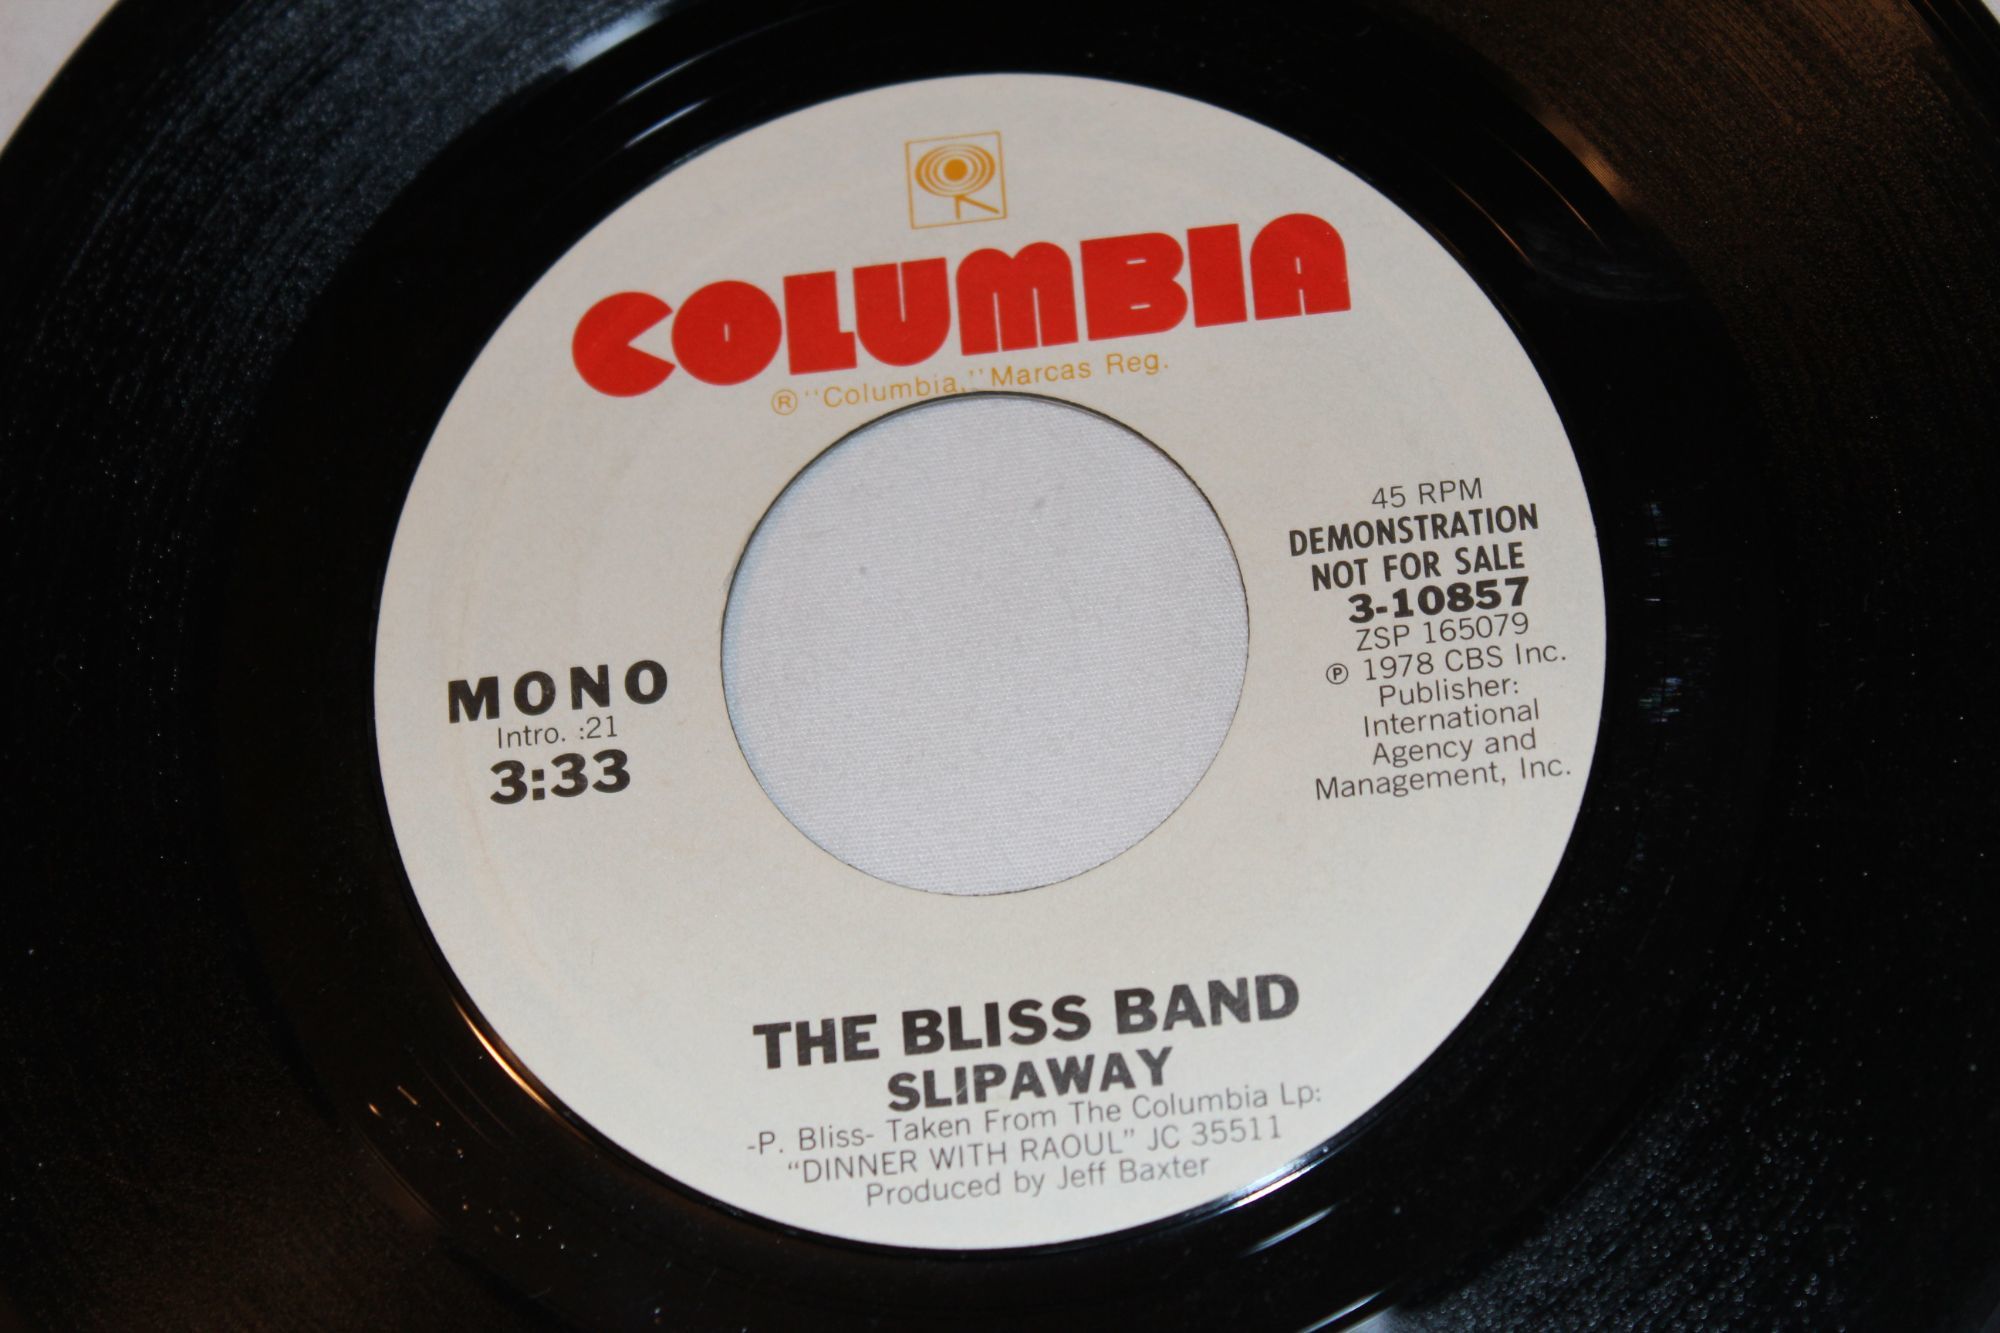 COLUMBIA
® "Columbia," Marcas Reg.
45 RPM
DEMONSTRATION
NOT FOR SALE
3-10857
ZSP 165079
℗ 1978 CBS Inc.
Publisher:
International
Agency and
Management, Inc.
MONO
Intro. :21
3:33
THE BLISS BAND
SLIPAWAY
-P. Bliss- Taken From The Columbia Lp:
"DINNER WITH RAOUL" JC 35511
Produced by Jeff Baxter